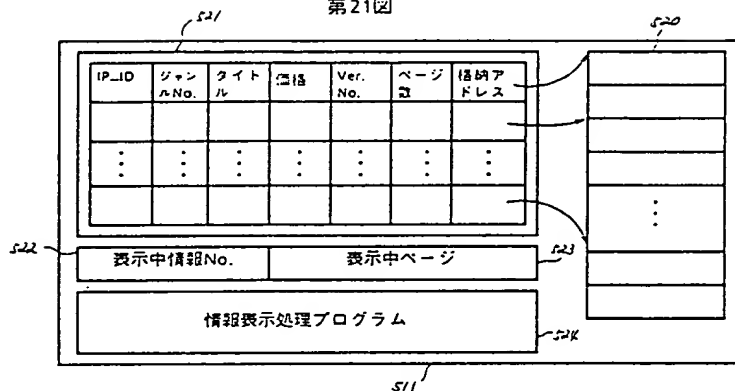 第21図
521
520
IP_ID ジャン タイト 価格 Ver. ペ－ジ 格納ア
ルNo. ル No. 数 ドレス
522
表示中情報No. 表示中ページ
523
情報表示処理プログラム
524
511